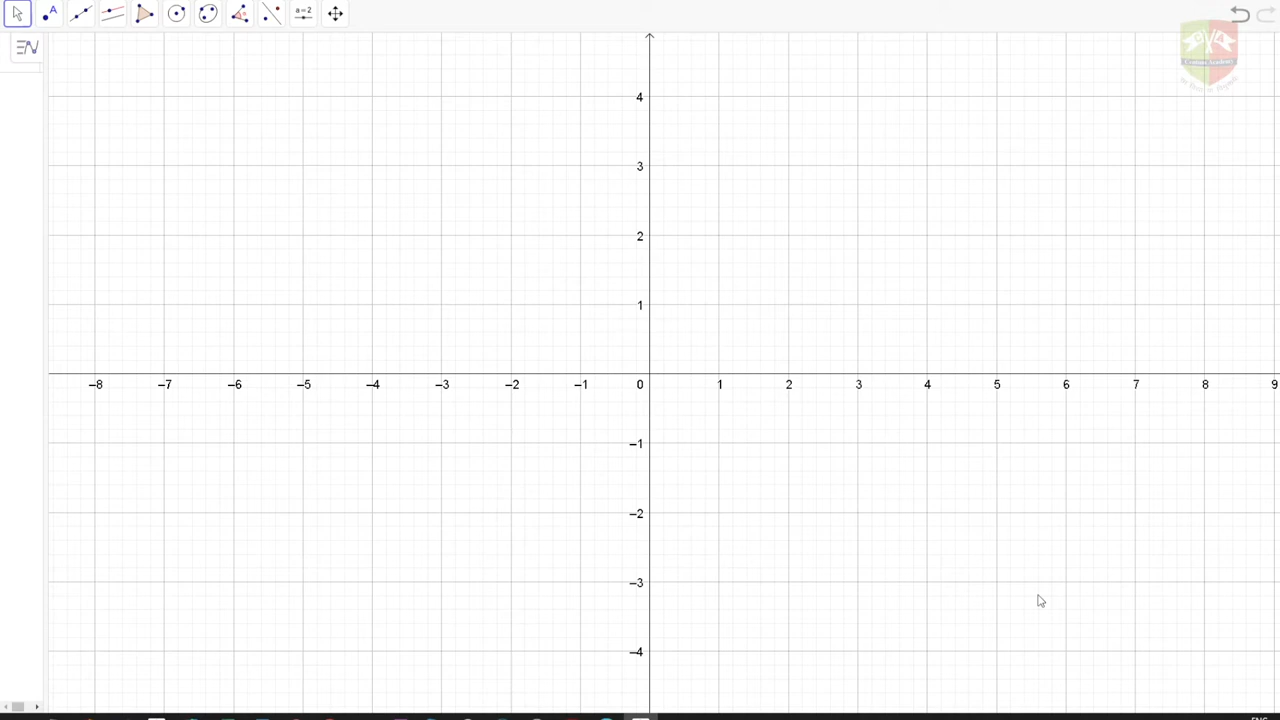 A
a = 2
4
3
2
1
–8 –7 –6 –5 –4 –3 –2 –1 0 1 2 3 4 5 6 7 8 9
–1
–2
–3
–4
ENG